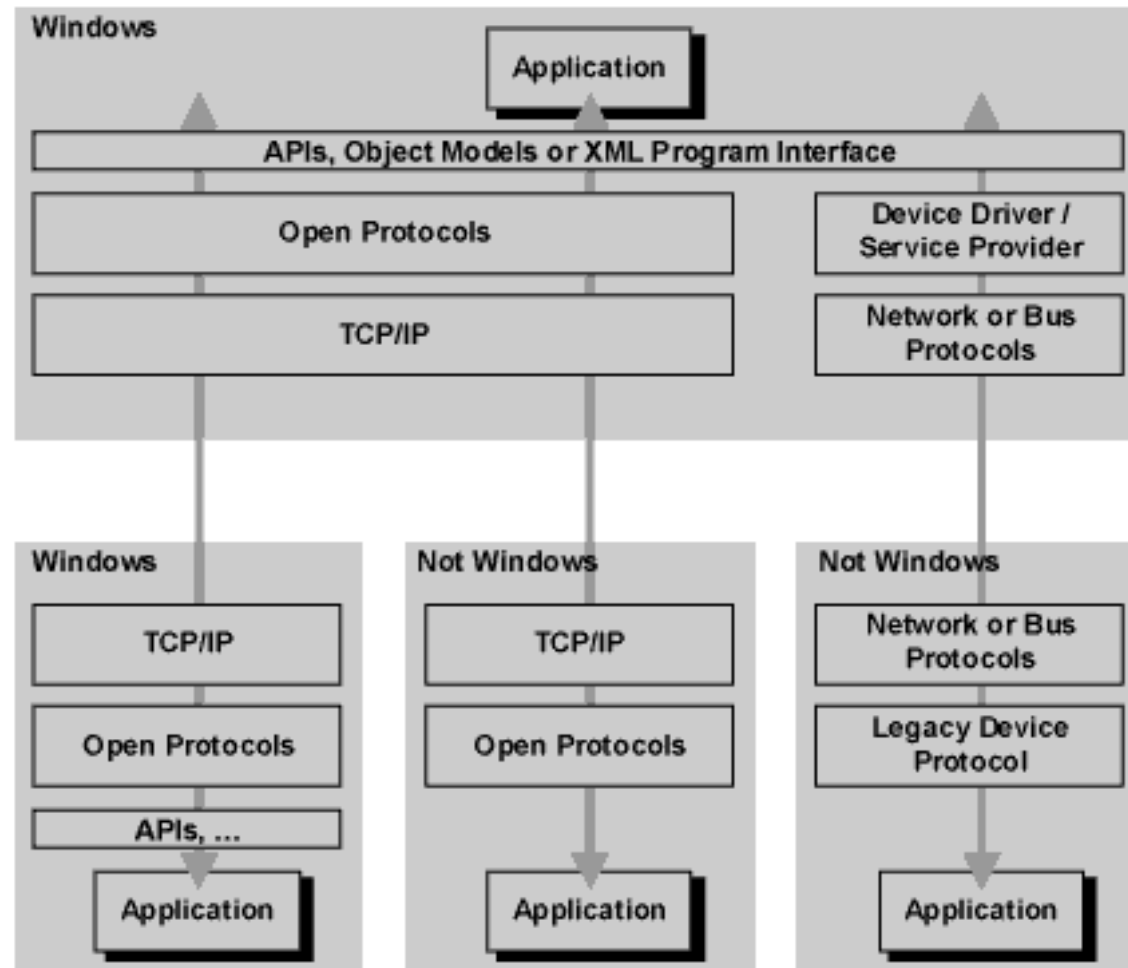 Windows
Application
APIs, Object Models or XML Program Interface
Open Protocols
Device Driver /
Service Provider
TCP/IP
Network or Bus
Protocols
Windows
TCP/IP
Open Protocols
APIs, ...
Application
Not Windows
TCP/IP
Open Protocols
Application
Not Windows
Network or Bus
Protocols
Legacy Device
Protocol
Application